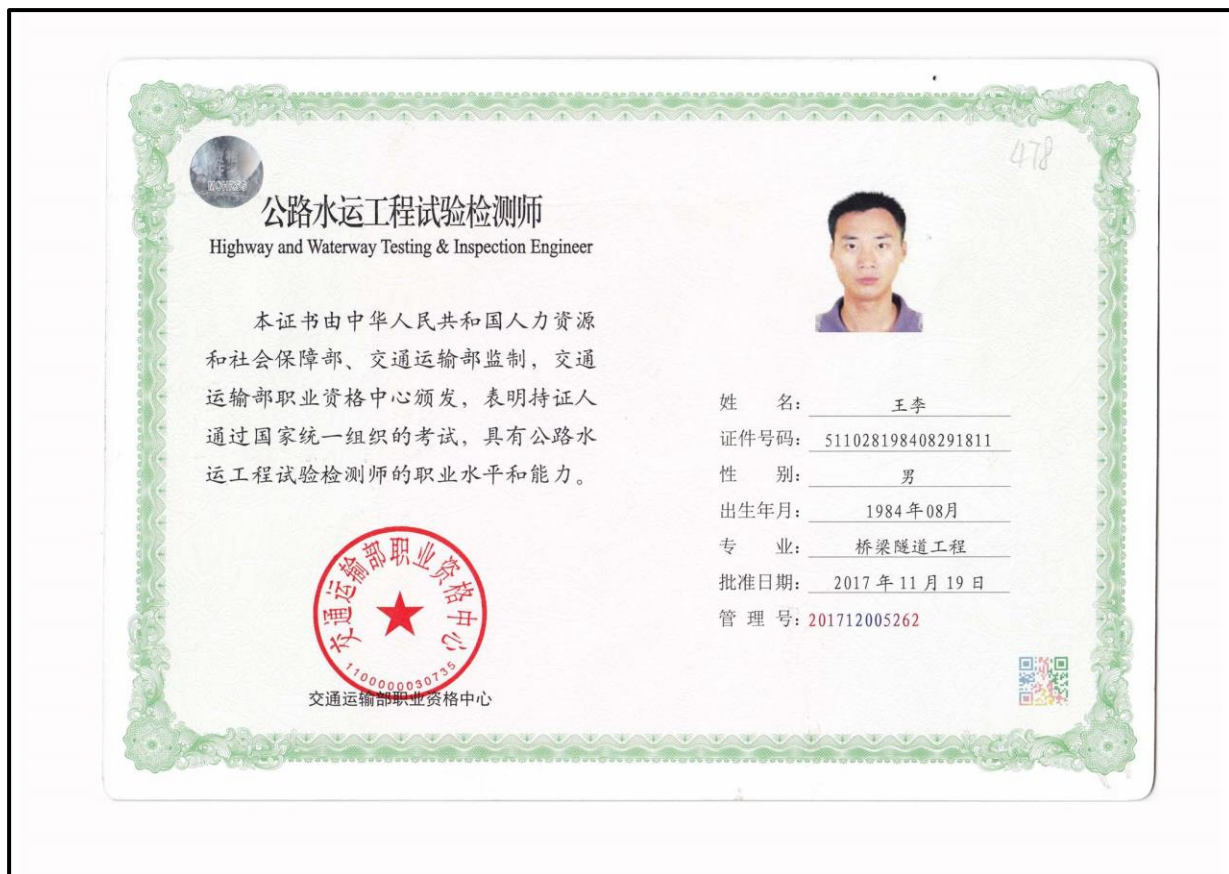 478
公路水运工程试验检测师
Highway and Waterway Testing & Inspection Engineer
本证书由中华人民共和国人力资源
和社会保障部、交通运输部监制，交通
运输部职业资格中心颁发，表明持证人
通过国家统一组织的考试，具有公路水
运工程试验检测师的职业水平和能力。
交通运输部职业资格中心
1100000030735
交通运输部职业资格中心
姓 名： 王李
证件号码： 511028198408291811
性 别： 男
出生年月： 1984年08月
专 业： 桥梁隧道工程
批准日期： 2017年11月19日
管 理 号：201712005262